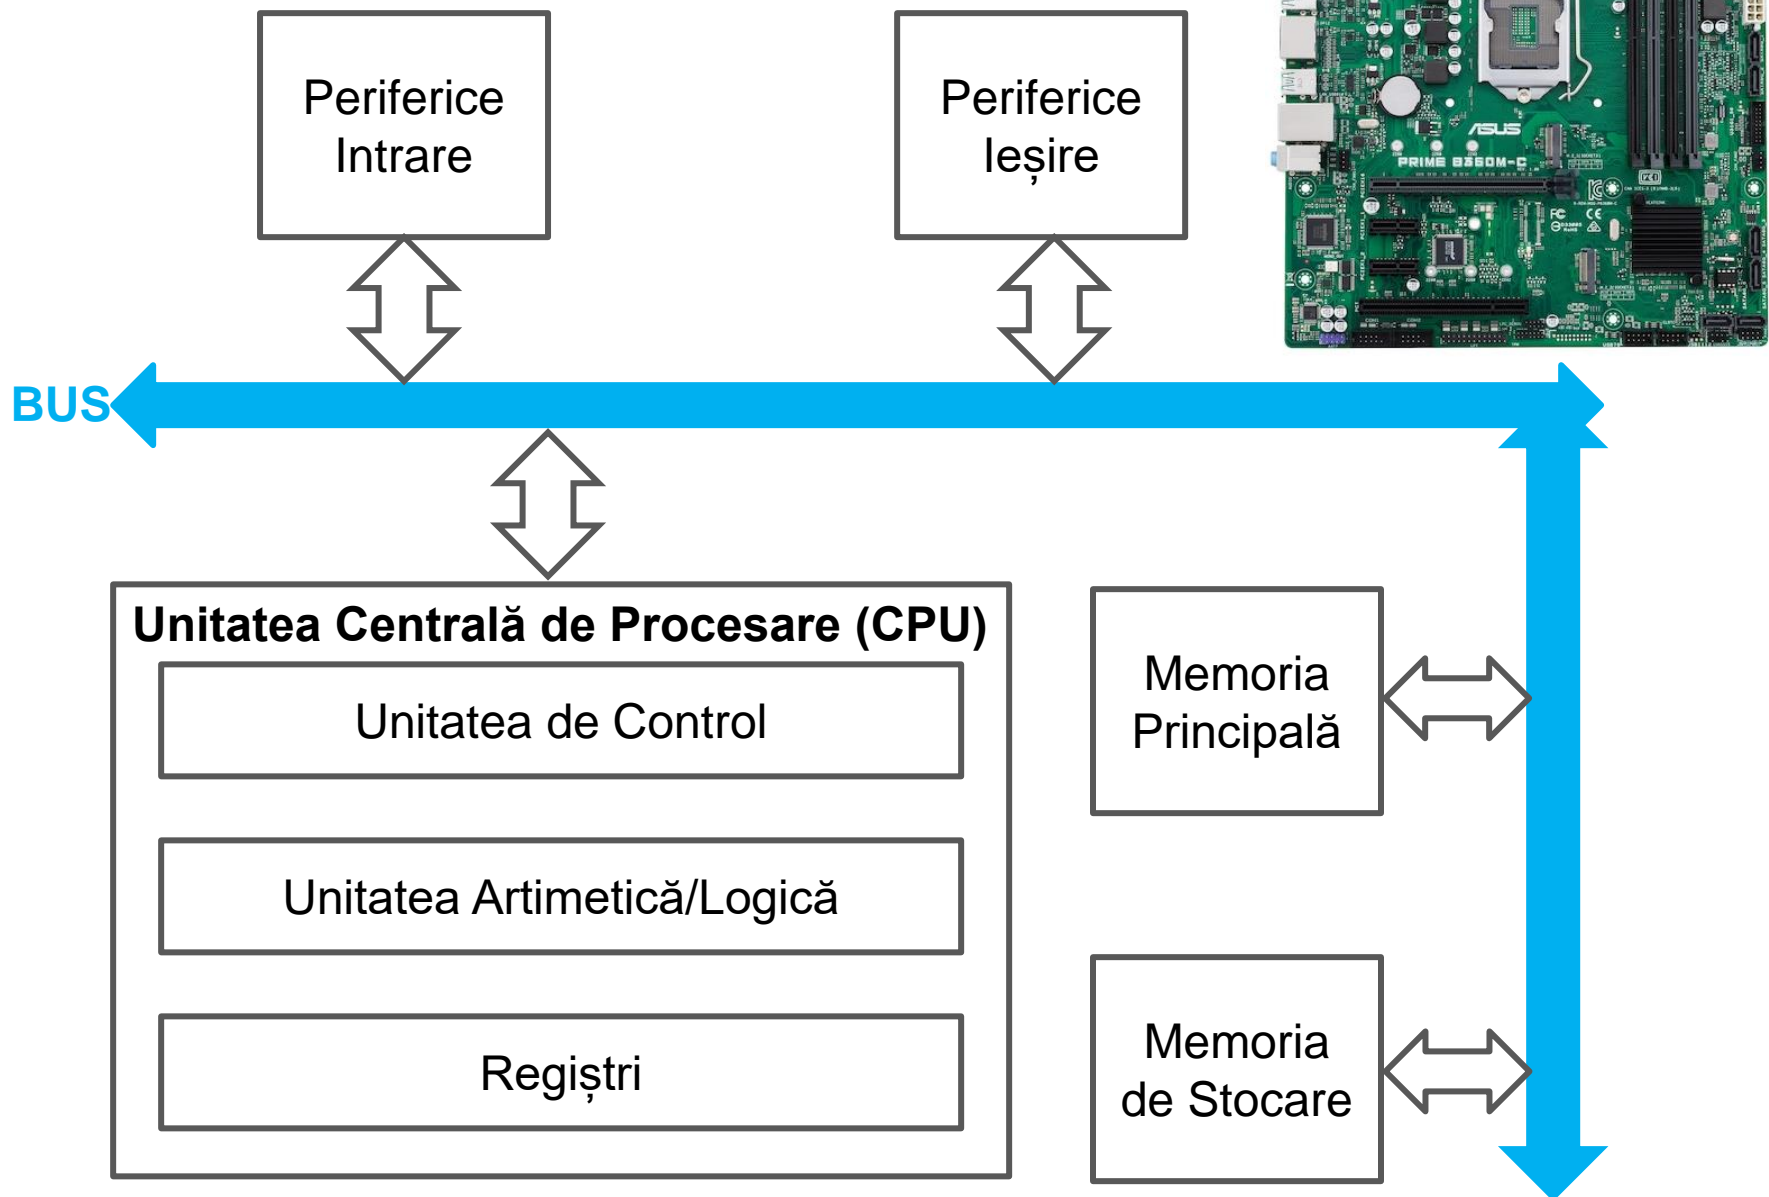 Periferice
Intrare
Periferice
Ieșire
ASUS
PRIME B360M-C
BUS
Unitatea Centrală de Procesare (CPU)
Unitatea de Control
Unitatea Artimetică/Logică
Regiștri
Memoria
Principală
Memoria
de Stocare